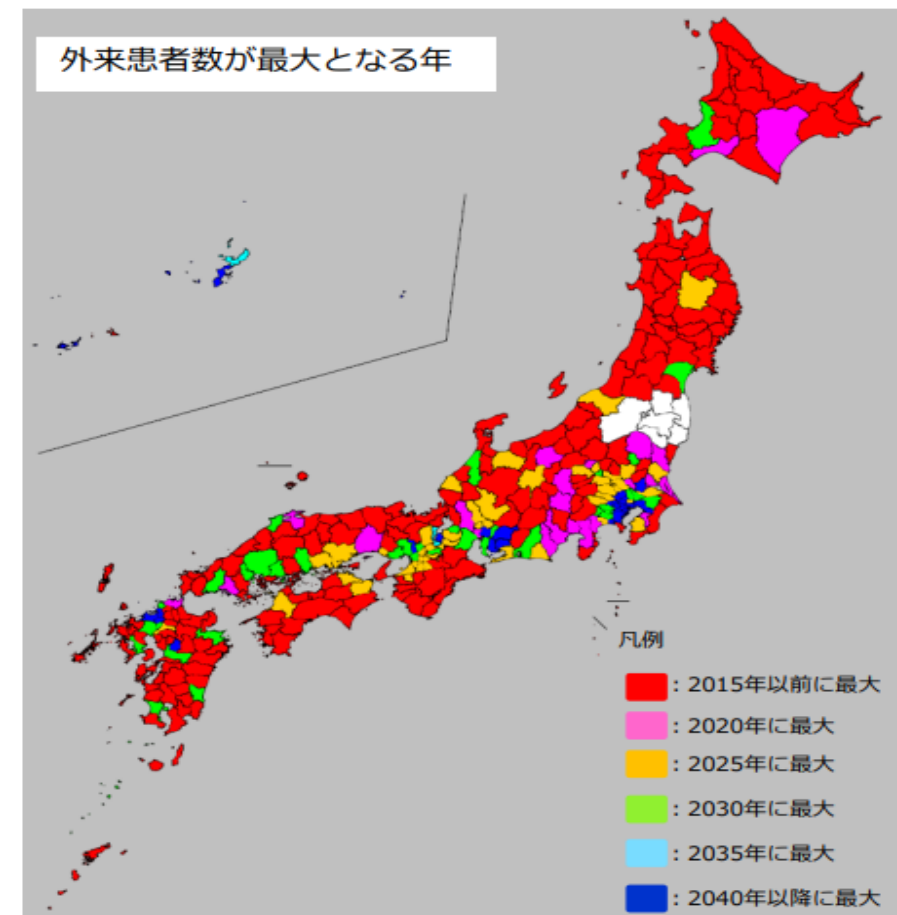 外来患者数が最大となる年
凡例
：2015年以前に最大
：2020年に最大
：2025年に最大
：2030年に最大
：2035年に最大
：2040年以降に最大